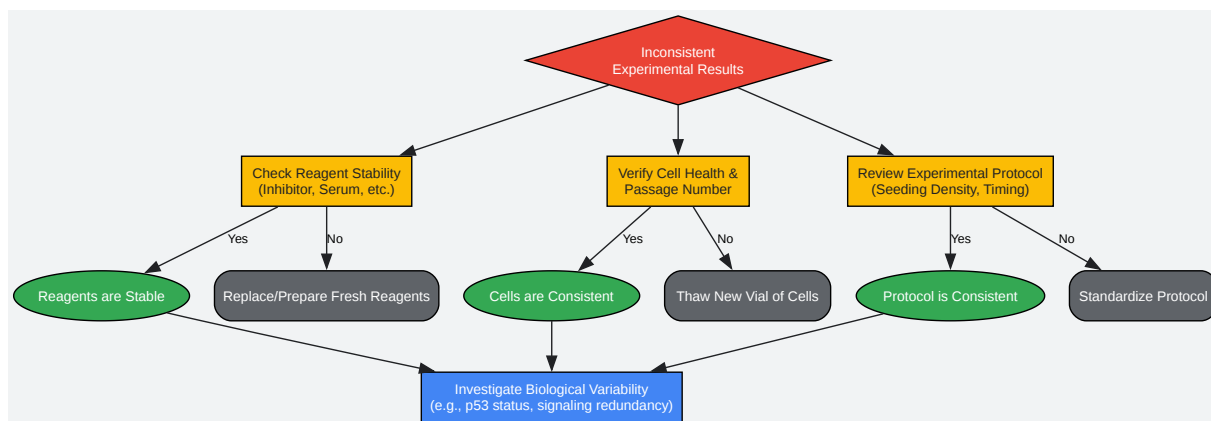 Inconsistent
Experimental Results
Check Reagent Stability
(Inhibitor, Serum, etc.)
Verify Cell Health &
Passage Number
Review Experimental Protocol
(Seeding Density, Timing)
Yes
No
Yes
No
Yes
No
Reagents are Stable
Replace/Prepare Fresh Reagents
Cells are Consistent
Thaw New Vial of Cells
Protocol is Consistent
Standardize Protocol
Investigate Biological Variability
(e.g., p53 status, signaling redundancy)